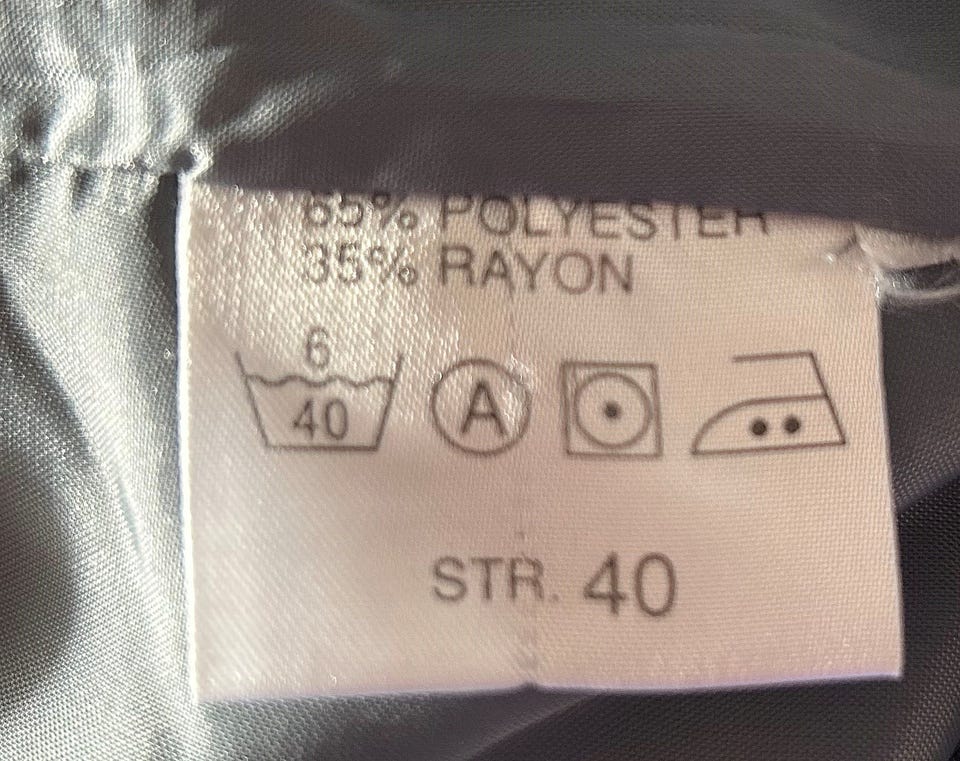 65% POLYESTER
35% RAYON
6
40 A
STR. 40